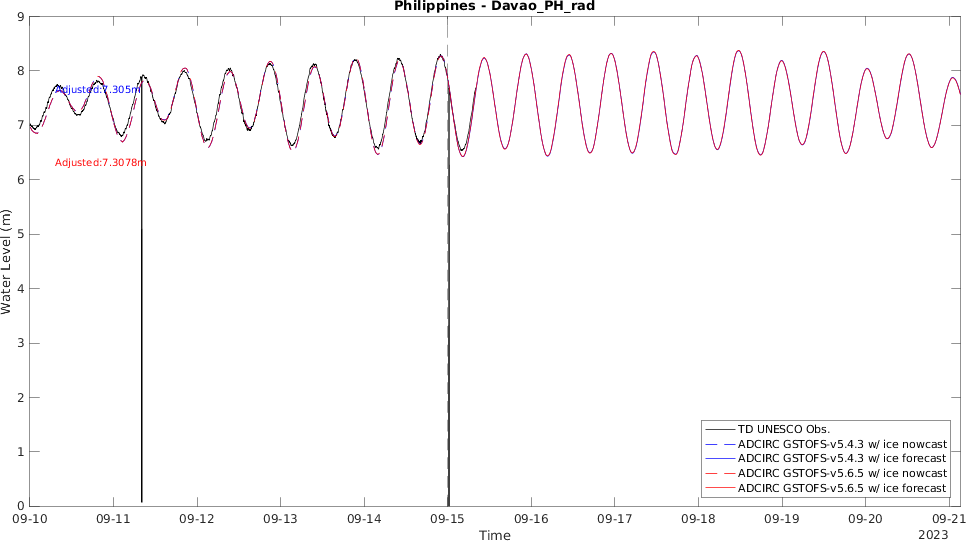 Philippines - Davao_PH_rad
9
8
7
6
5
4
3
2
1
0
Water Level (m)
Adjusted:7.305m
Adjusted:7.3078m
TD UNESCO Obs.
ADCIRC GSTOFS-v5.4.3 w/ ice nowcast
ADCIRC GSTOFS-v5.4.3 w/ ice forecast
ADCIRC GSTOFS-v5.6.5 w/ ice nowcast
ADCIRC GSTOFS-v5.6.5 w/ ice forecast
09-10 09-11 09-12 09-13 09-14 09-15 09-16 09-17 09-18 09-19 09-20 09-21
Time
2023